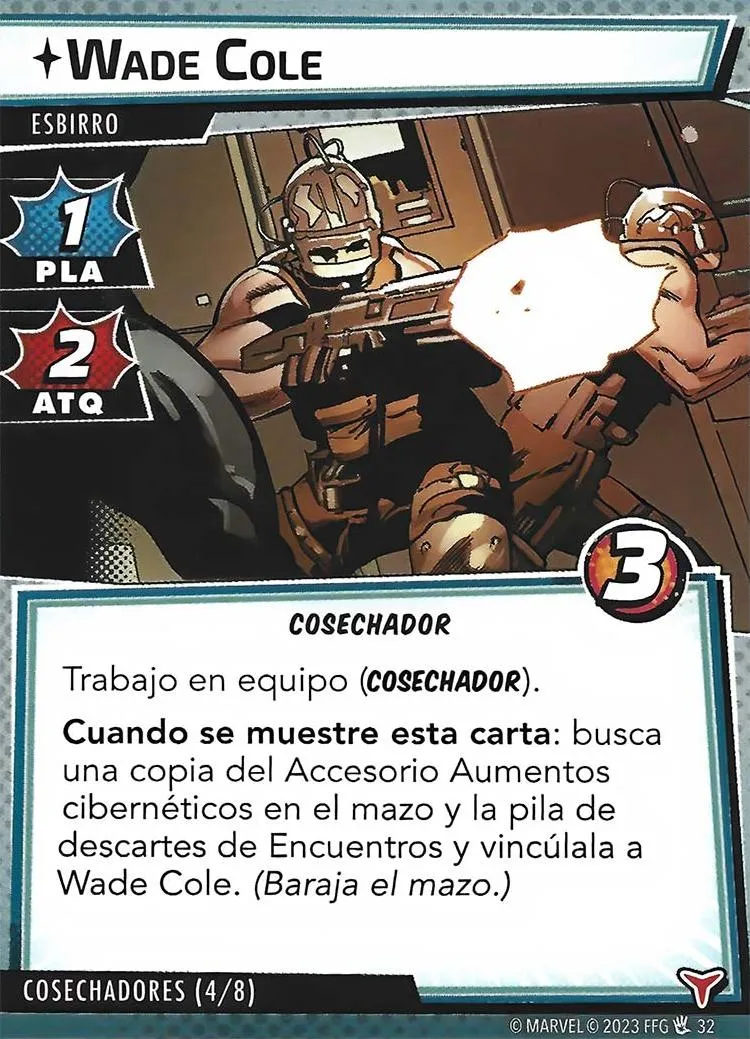 WADE COLE
ESBIRRO
1
PLA
2
ATQ
3
COSECHADOR
Trabajo en equipo (COSECHADOR).
Cuando se muestre esta carta: busca
una copia del Accesorio Aumentos
cibernéticos en el mazo y la pila de
descartes de Encuentros y vincúlala a
Wade Cole. (Baraja el mazo.)
COSECHADORES (4/8)
© MARVEL © 2023 FFG 32